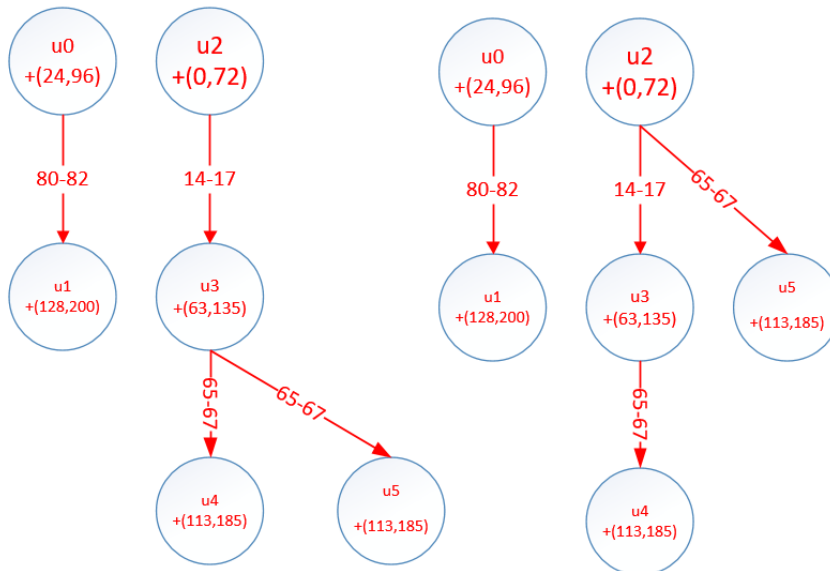 u0
+(24,96)
u2
+(0,72)
80-82
14-17
u1
+(128,200)
u3
+(63,135)
65-67
65-67
u4
+(113,185)
u5
+(113,185)
u0
+(24,96)
u2
+(0,72)
80-82
14-17
65-67
u1
+(128,200)
u3
+(63,135)
u5
+(113,185)
65-67
u4
+(113,185)